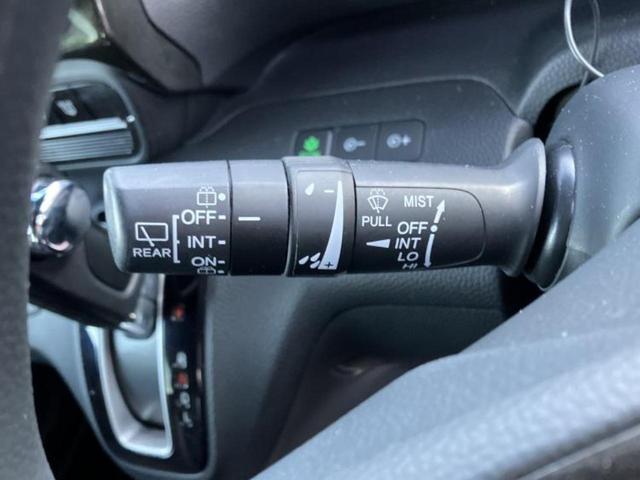 REAR
OFF
INT
ON
- 
+
PULL
MIST
OFF
INT
LO
HI